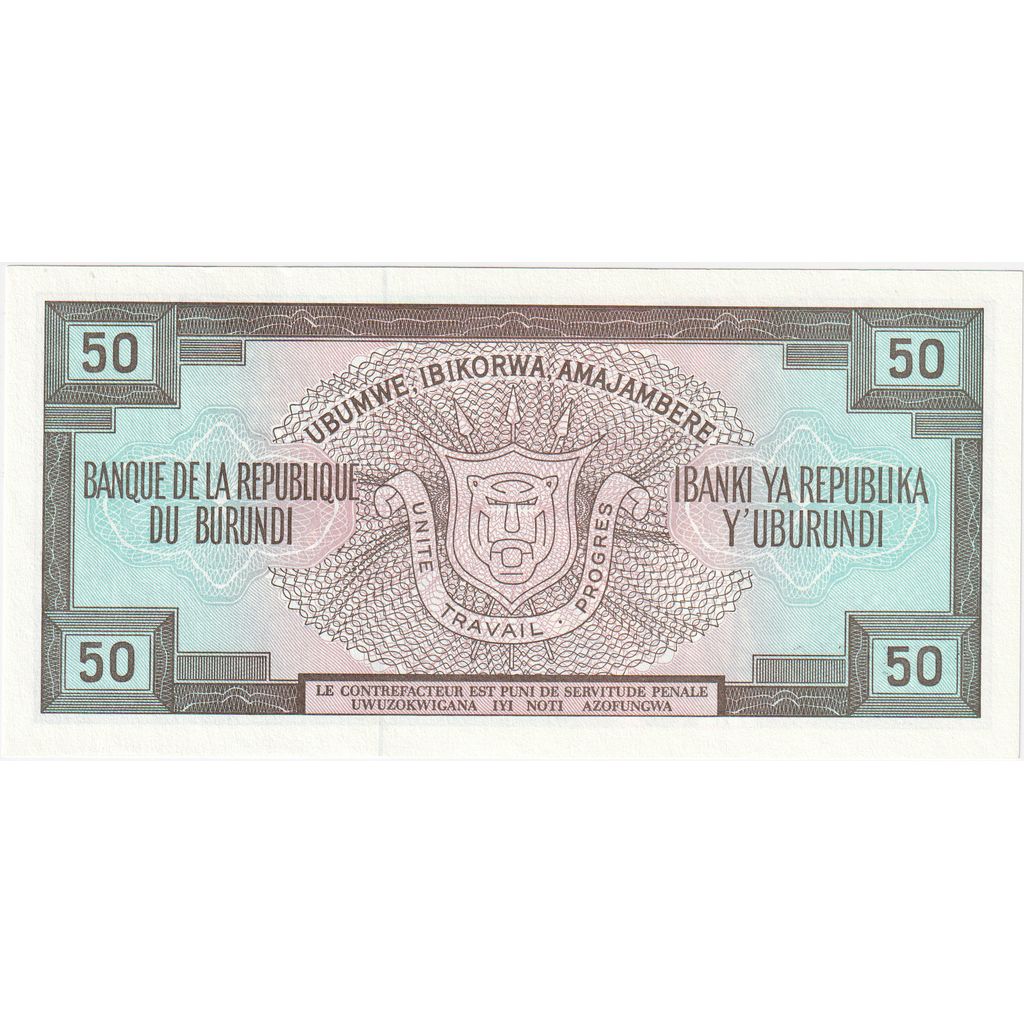 50
50
UBUMWE, IBIKORWA, AMAJAMBERE
BANQUE DE LA REPUBLIQUE
DU BURUNDI
IBANKI YA REPUBLIKA
Y'UBURUNDI
UNITE TRAVAIL . PROGRES
50
50
LE CONTREFACTEUR EST PUNI DE SERVITUDE PENALE
UWUZOKWIGANA IYI NOTI AZOFUNGWA